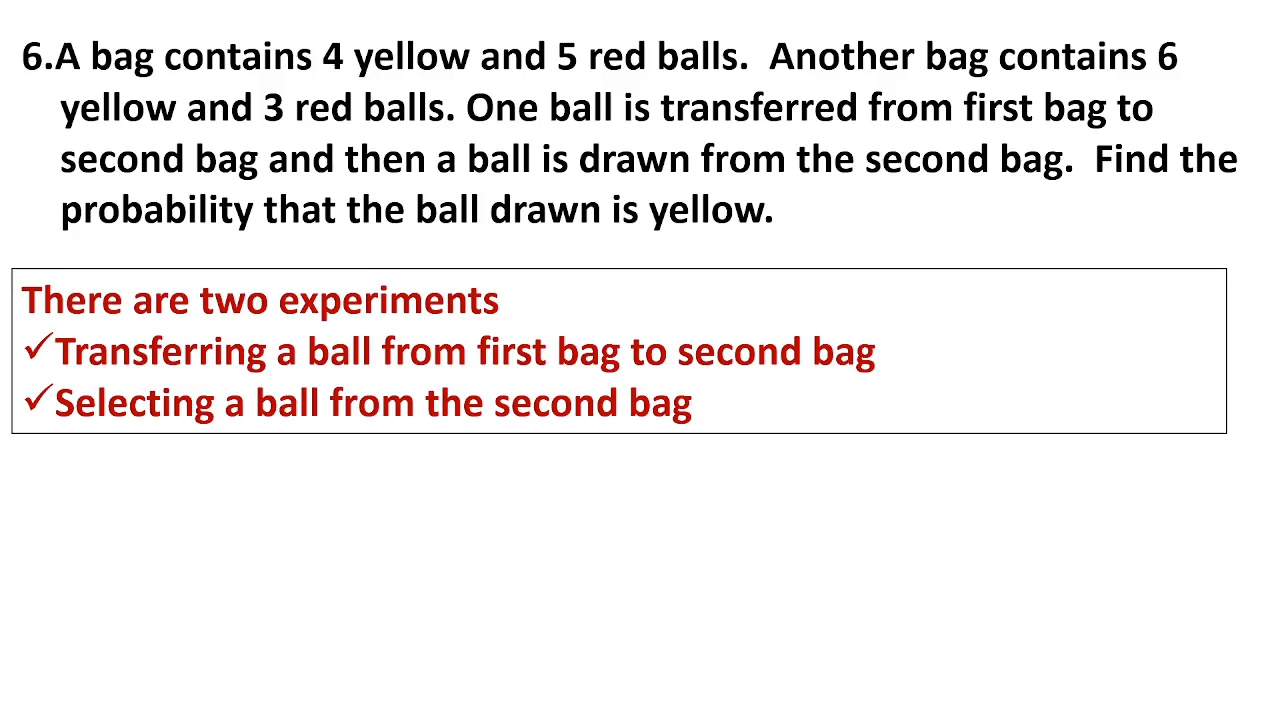 6.A bag contains 4 yellow and 5 red balls.  Another bag contains 6
yellow and 3 red balls. One ball is transferred from first bag to
second bag and then a ball is drawn from the second bag.  Find the
probability that the ball drawn is yellow.
There are two experiments
✓Transferring a ball from first bag to second bag
✓Selecting a ball from the second bag